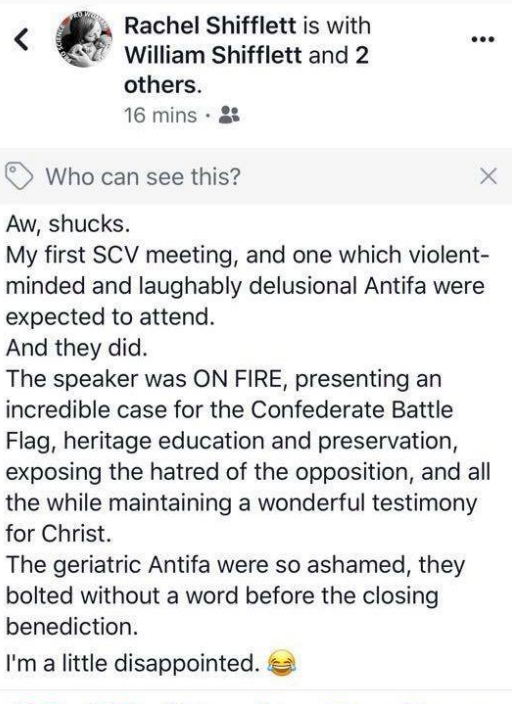 Rachel Shifflett is with
William Shifflett and 2
others.
16 mins ·
Who can see this?
Aw, shucks.
My first SCV meeting, and one which violent-
minded and laughably delusional Antifa were
expected to attend.
And they did.
The speaker was ON FIRE, presenting an
incredible case for the Confederate Battle
Flag, heritage education and preservation,
exposing the hatred of the opposition, and all
the while maintaining a wonderful testimony
for Christ.
The geriatric Antifa were so ashamed, they
bolted without a word before the closing
benediction.
I'm a little disappointed. 😂